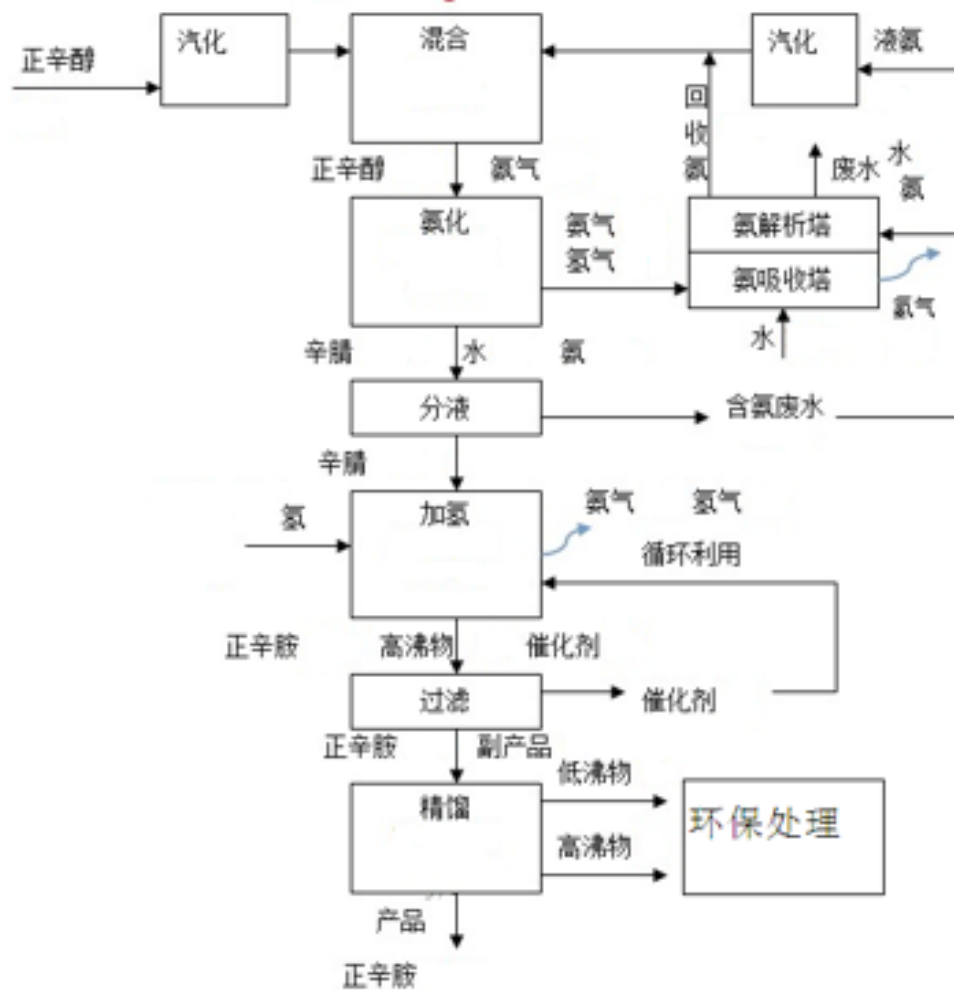 正辛醇
汽化
混合
汽化
液氨
回收氨
正辛醇 氨气
废水 水 氨
氨化
氨气
氢气
氨解析塔
氨吸收塔
氢气
水
辛腈 水 氨
分液
含氨废水
辛腈
氢
加氢
氨气 氢气
循环利用
正辛胺 高沸物 催化剂
过滤
催化剂
正辛胺 副产品
低沸物
精馏
环保处理
高沸物
产品
正辛胺